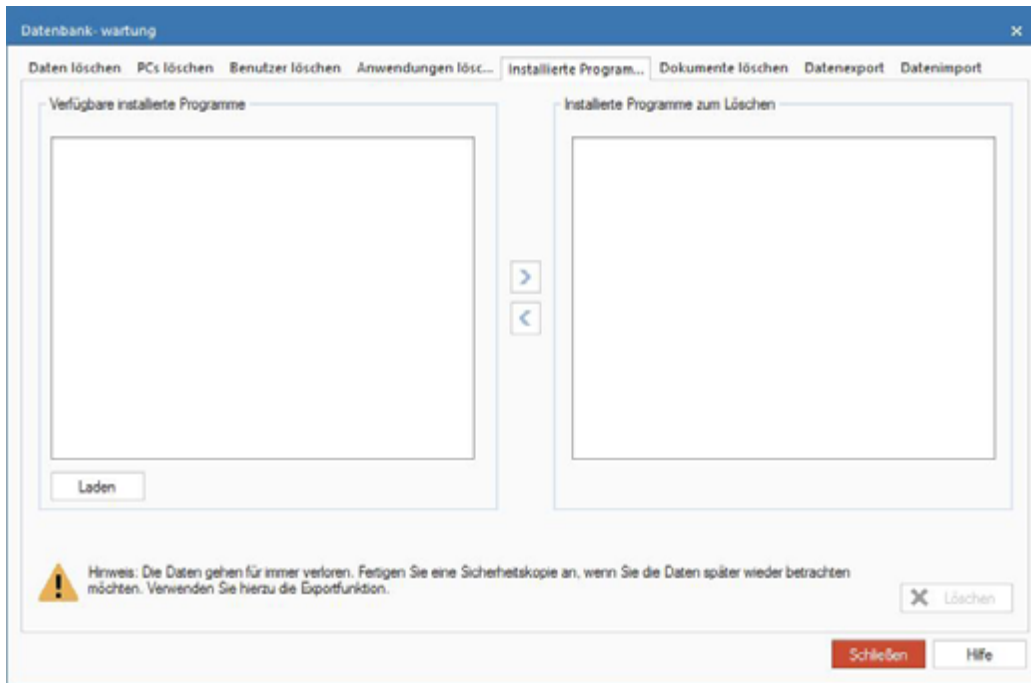 Datenbank- wartung
Daten löschen PCs löschen Benutzer löschen Anwendungen lösc... Installierte Program... Dokumente löschen Datenexport Datenimport
Verfügbare installierte Programme
Installierte Programme zum Löschen
Laden
Hinweis: Die Daten gehen für immer verloren. Fertigen Sie eine Sicherheitskopie an, wenn Sie die Daten später wieder betrachten
möchten. Verwenden Sie hierzu die Exportfunktion.
Löschen
Schließen Hilfe